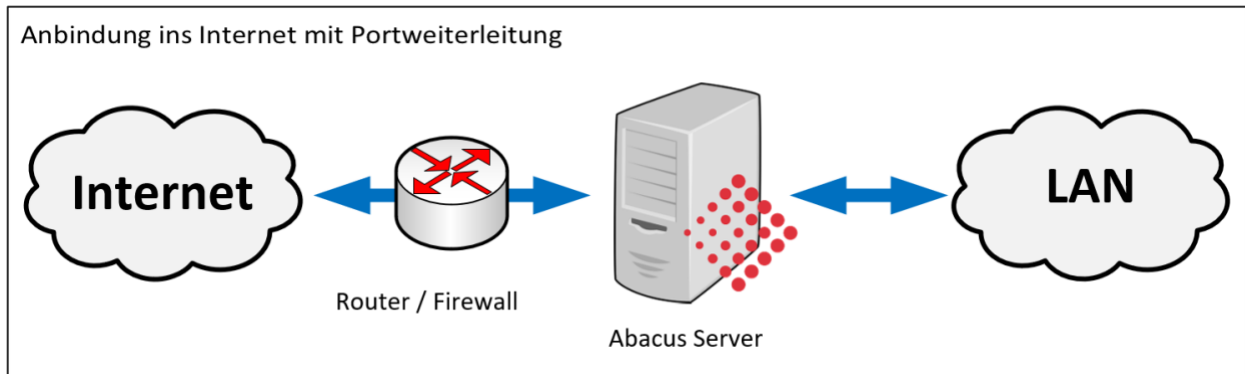 Anbindung ins Internet mit Portweiterleitung
Internet
LAN
Router / Firewall
Abacus Server